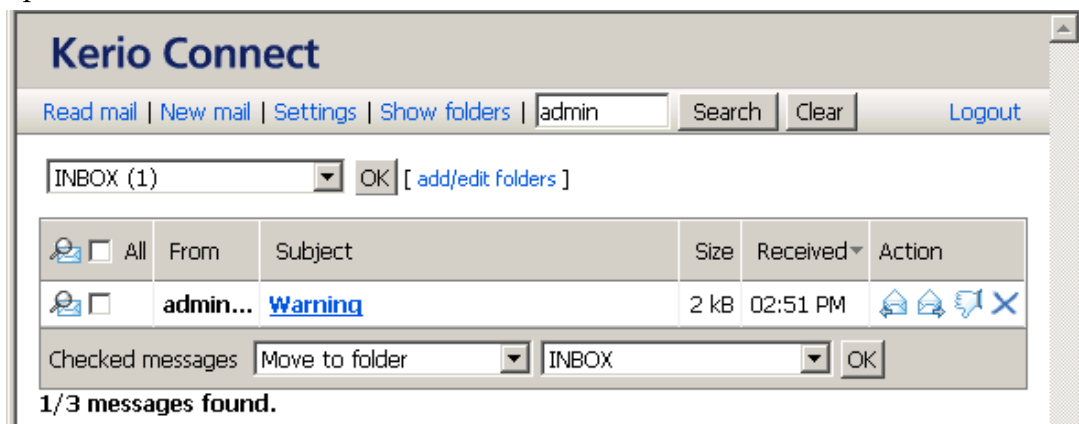 Kerio Connect
Read mail | New mail | Settings | Show folders | admin Search Clear Logout
INBOX (1) OK [ add/edit folders ]
All From Subject Size Received Action
admin... Warning 2 kB 02:51 PM
Checked messages Move to folder INBOX OK
1/3 messages found.